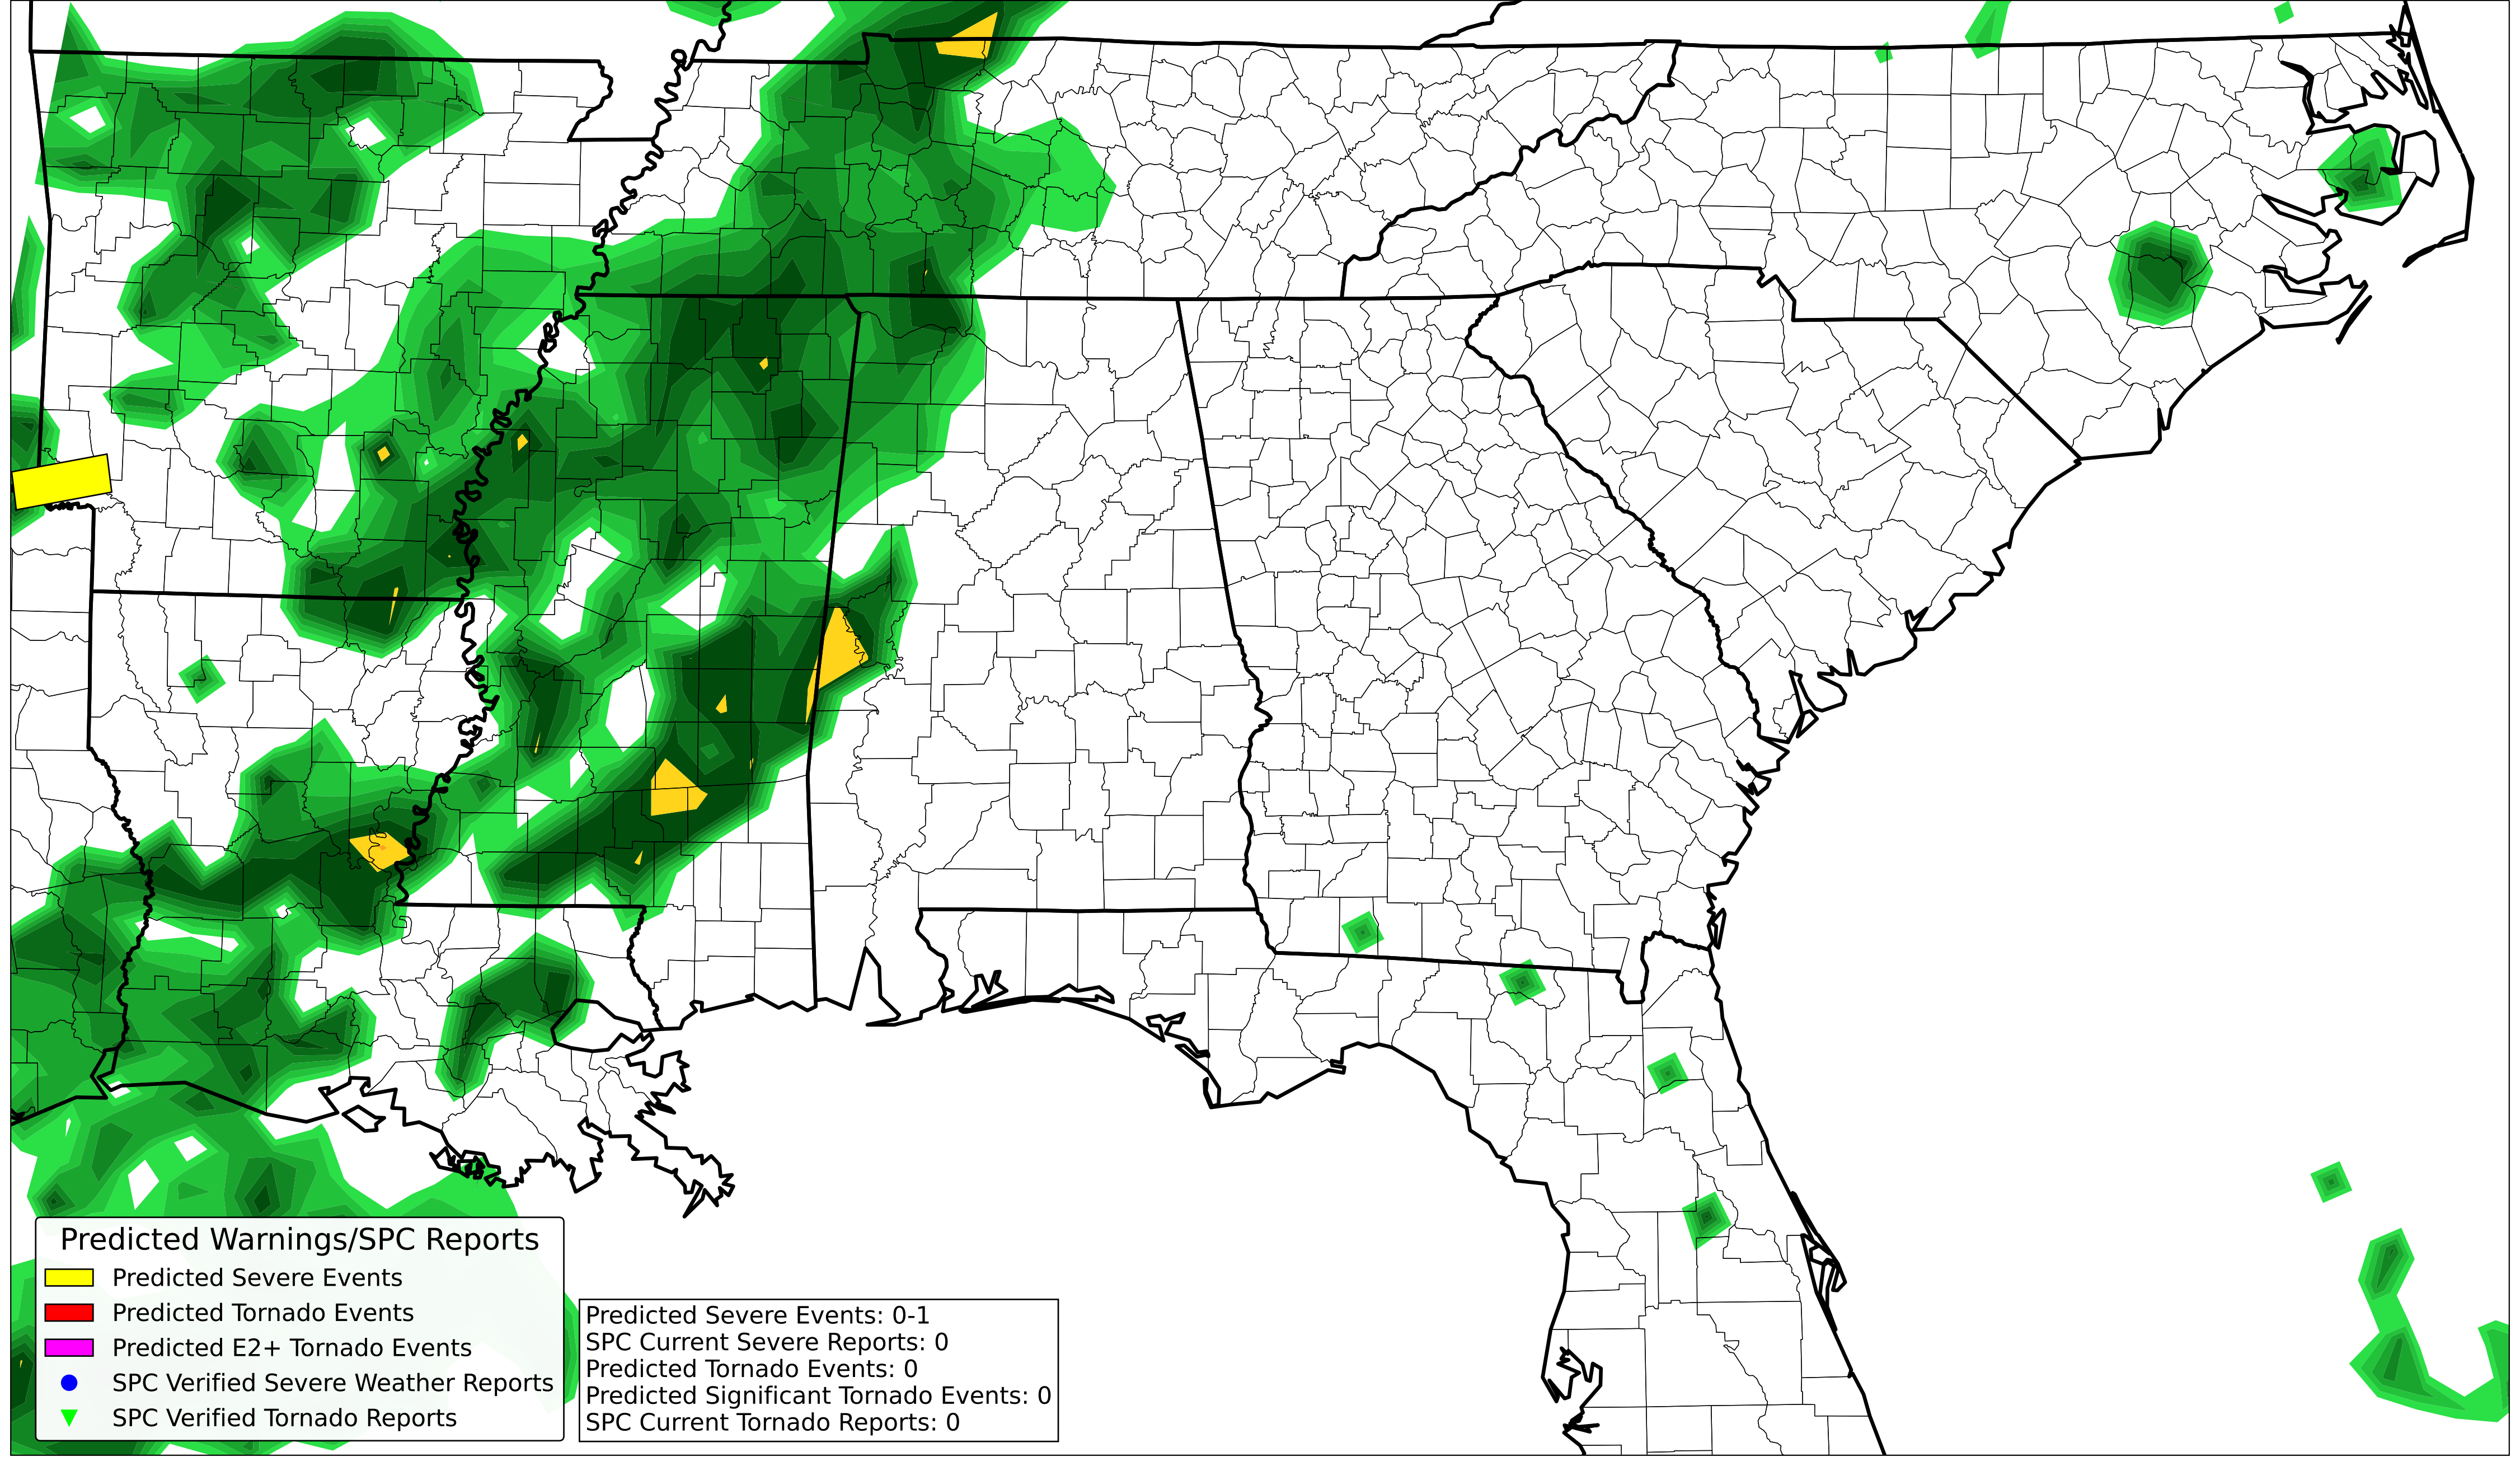 Predicted Warnings/SPC Reports
Predicted Severe Events
Predicted Tornado Events
Predicted E2+ Tornado Events
SPC Verified Severe Weather Reports
SPC Verified Tornado Reports
Predicted Severe Events: 0-1
SPC Current Severe Reports: 0
Predicted Tornado Events: 0
Predicted Significant Tornado Events: 0
SPC Current Tornado Reports: 0